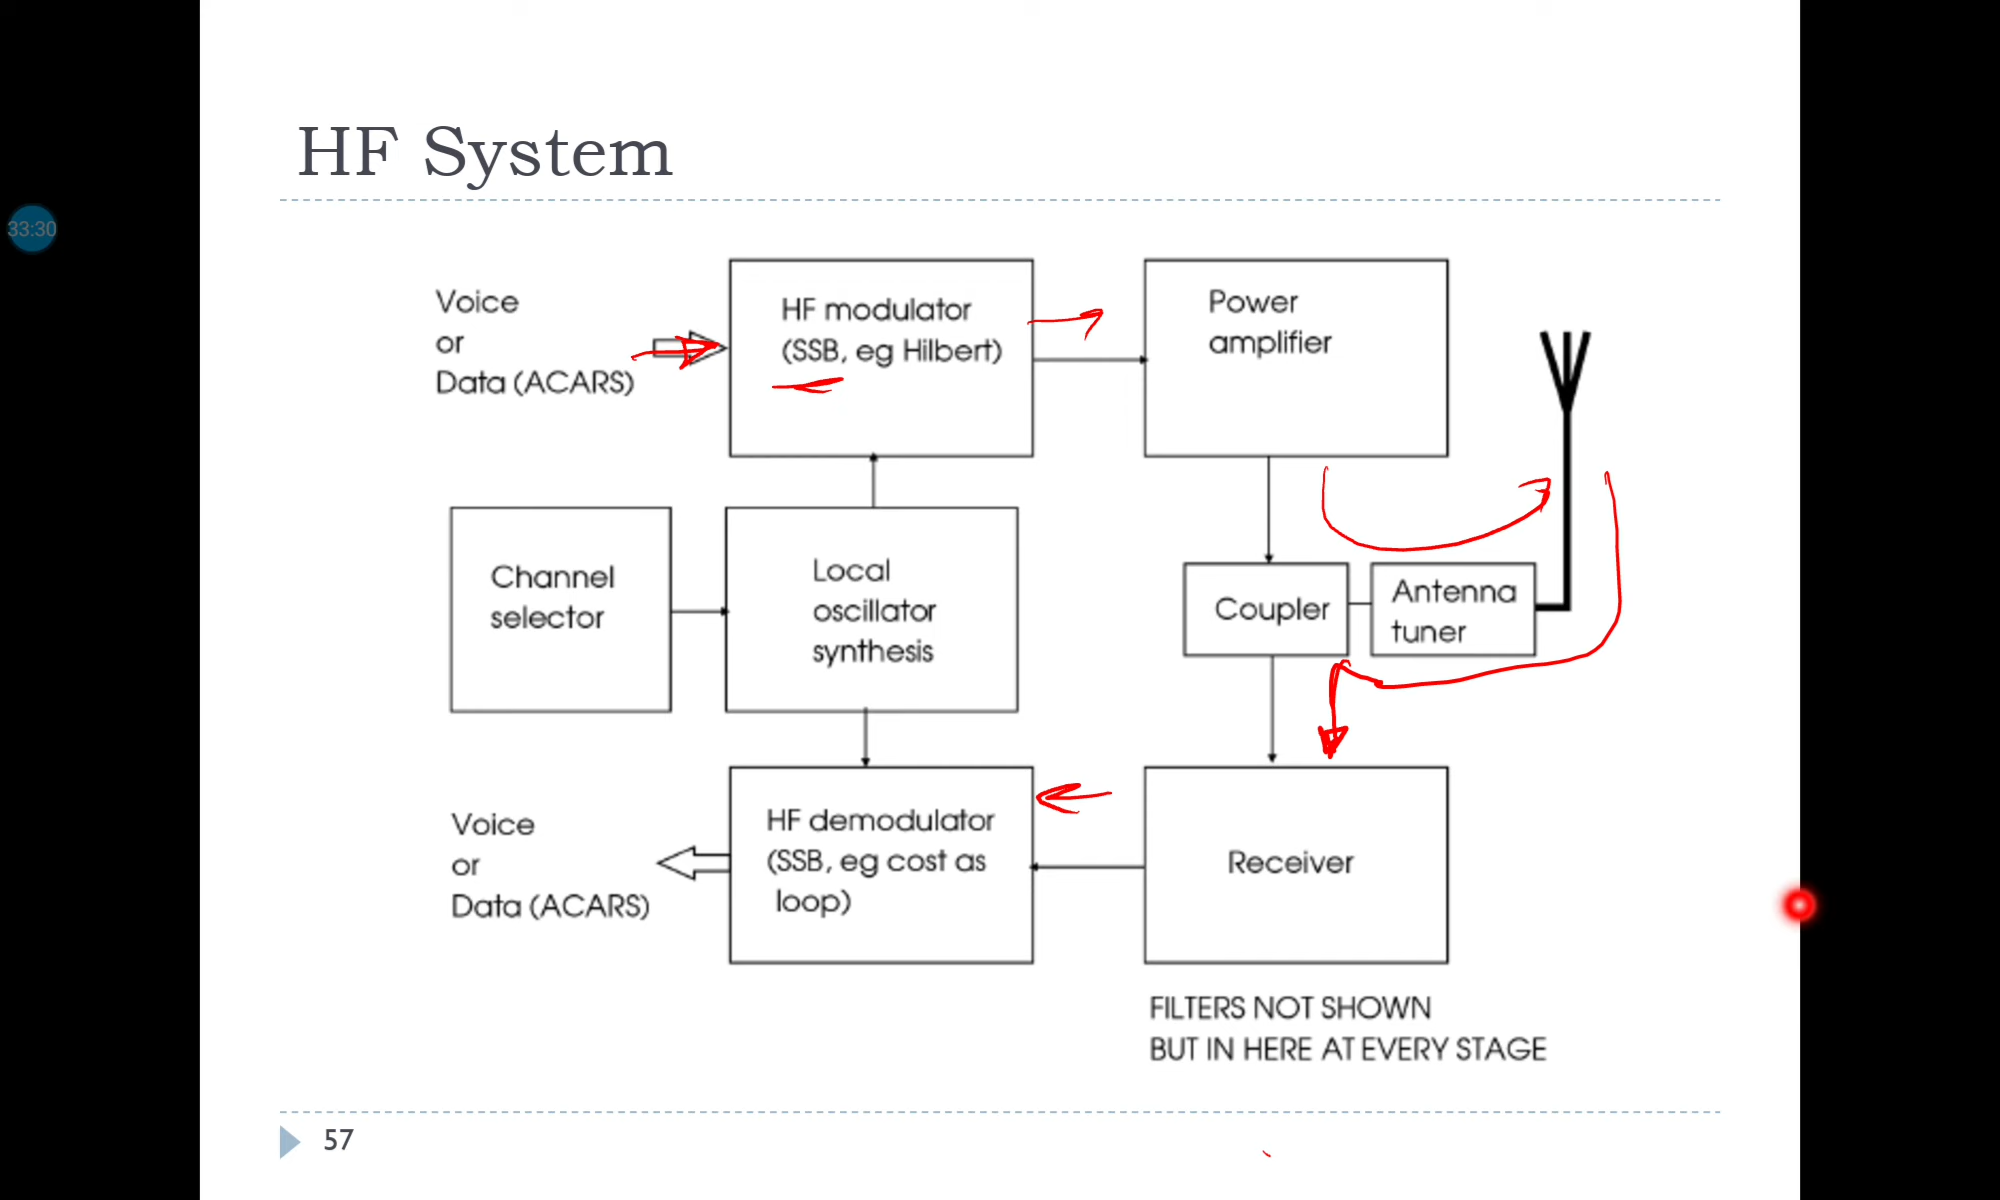 HF System
33:30
Voice
or
Data (ACARS)
HF modulator
(SSB, eg Hilbert)
Power
amplifier
Channel
selector
Local
oscillator
synthesis
Coupler
Antenna
tuner
Voice
or
Data (ACARS)
HF demodulator
(SSB, eg cost as
loop)
Receiver
FILTERS NOT SHOWN
BUT IN HERE AT EVERY STAGE
57